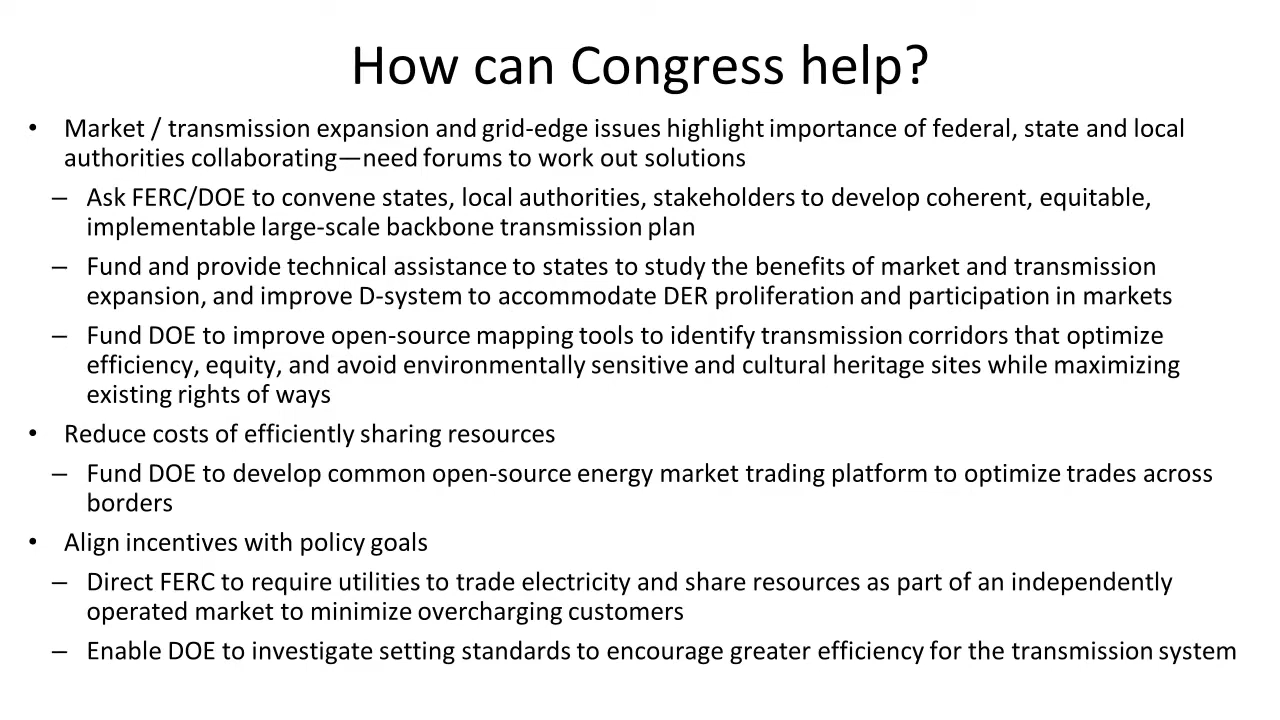 How can Congress help?
• Market / transmission expansion and grid-edge issues highlight importance of federal, state and local
authorities collaborating—need forums to work out solutions
– Ask FERC/DOE to convene states, local authorities, stakeholders to develop coherent, equitable,
implementable large-scale backbone transmission plan
– Fund and provide technical assistance to states to study the benefits of market and transmission
expansion, and improve D-system to accommodate DER proliferation and participation in markets
– Fund DOE to improve open-source mapping tools to identify transmission corridors that optimize
efficiency, equity, and avoid environmentally sensitive and cultural heritage sites while maximizing
existing rights of ways
• Reduce costs of efficiently sharing resources
– Fund DOE to develop common open-source energy market trading platform to optimize trades across
borders
• Align incentives with policy goals
– Direct FERC to require utilities to trade electricity and share resources as part of an independently
operated market to minimize overcharging customers
– Enable DOE to investigate setting standards to encourage greater efficiency for the transmission system